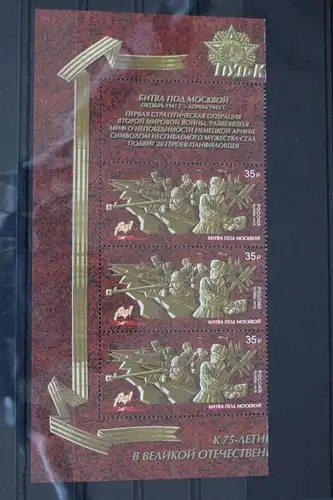 ПУТЬ К
БИТВА ПОД МОСКВОЙ
ОКТЯБРЬ 1941 Г. – АПРЕЛЬ 1942 Г.
ПЕРВАЯ СТРАТЕГИЧЕСКАЯ ОПЕРАЦИЯ
ВТОРОЙ МИРОВОЙ ВОЙНЫ, РАЗВЕЯВШАЯ
МИФ О НЕПОБЕДИМОСТИ НЕМЕЦКОЙ АРМИИ.
СИМВОЛОМ НЕСГИБАЕМОГО МУЖЕСТВА СТАЛ
ПОДВИГ 28 ГЕРОЕВ-ПАНФИЛОВЦЕВ
35 Р
РОССИЯ
БИТВА ПОД МОСКВОЙ
35 Р
РОССИЯ
БИТВА ПОД МОСКВОЙ
35 Р
РОССИЯ
БИТВА ПОД МОСКВОЙ
К 75-ЛЕТИ
В ВЕЛИКОЙ ОТЕЧЕСТВЕН